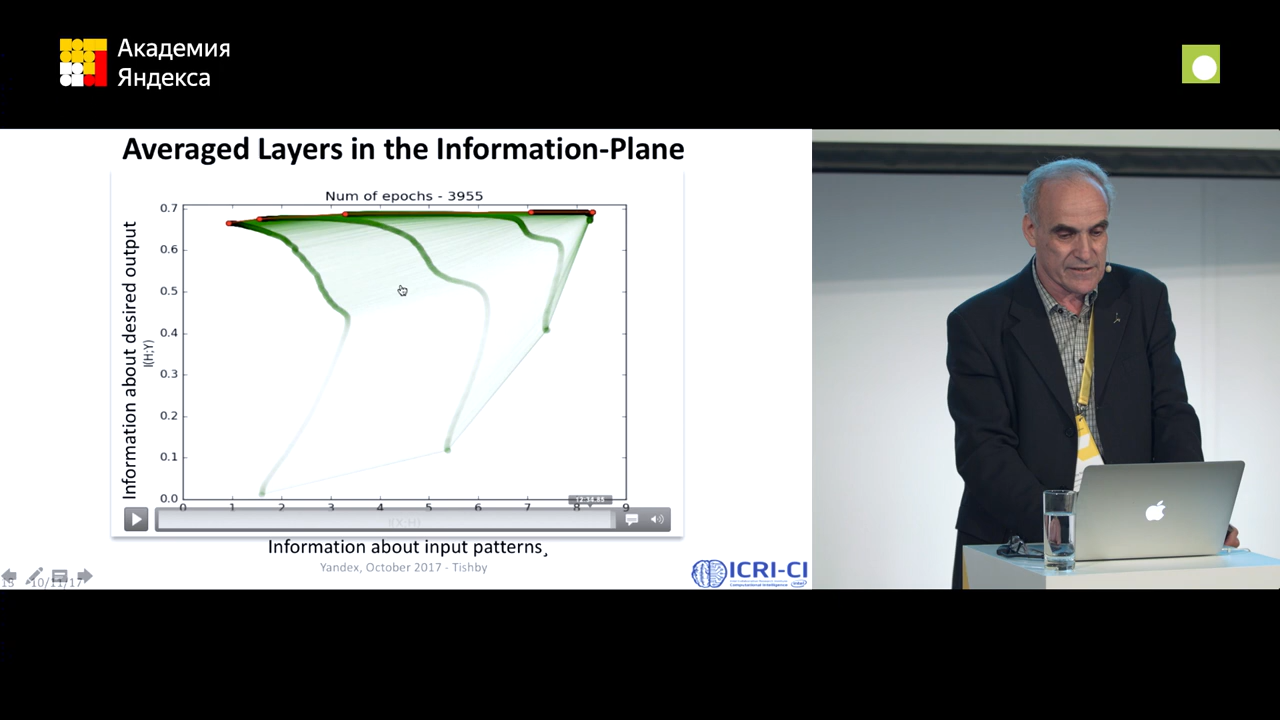 Академия
Яндекса
Averaged Layers in the Information-Plane
Num of epochs - 3955
Information about desired output
I(H;Y)
0.7
0.6
0.5
0.4
0.3
0.2
0.1
0.0
0 1 2 3 4 5 6 7 8 9
I(X;H)
Information about input patterns
Yandex, October 2017 - Tishby
15
10/11/17
ICRI-CI